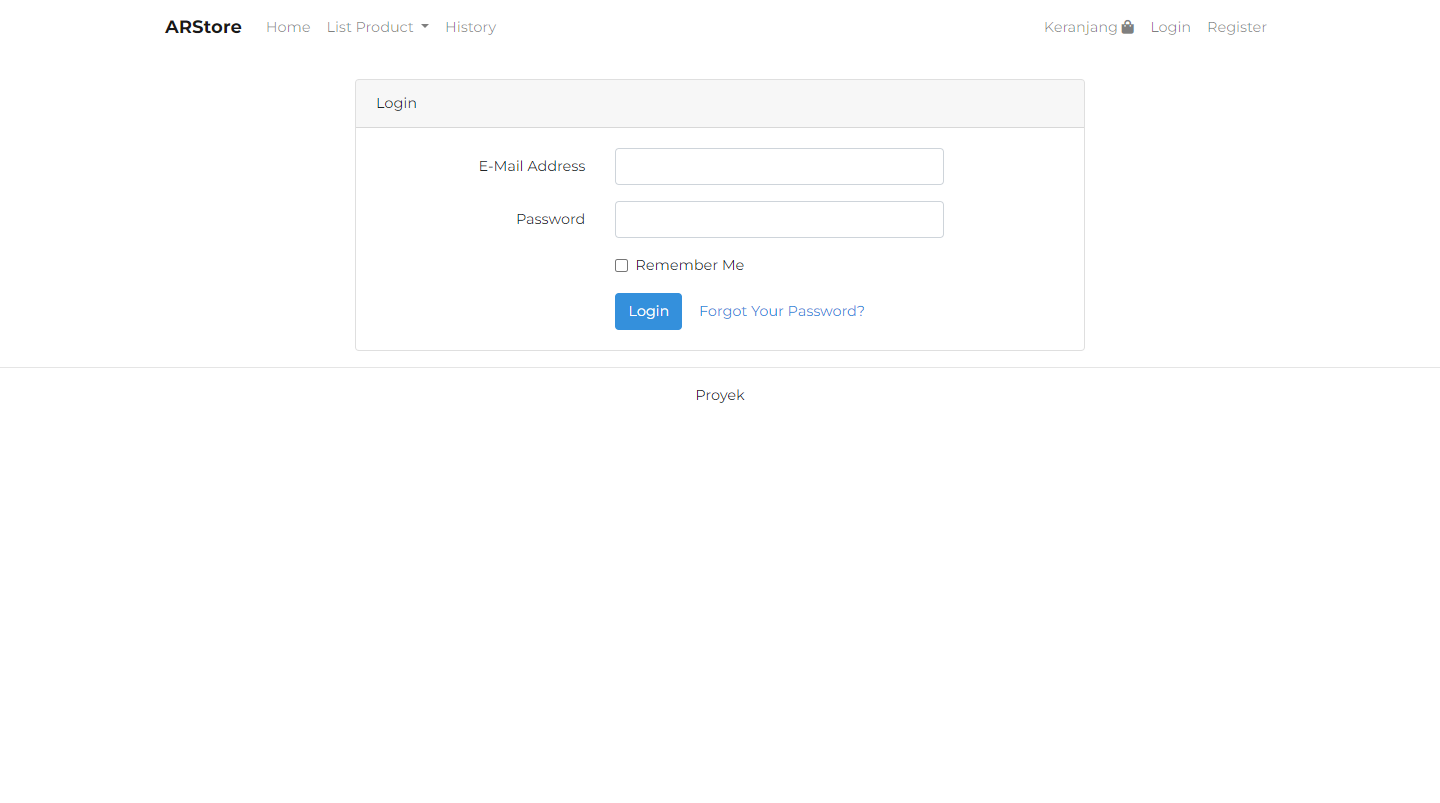 ARStore Home List Product History Keranjang Login Register
Login
E-Mail Address
Password
Remember Me
Login Forgot Your Password?
Proyek